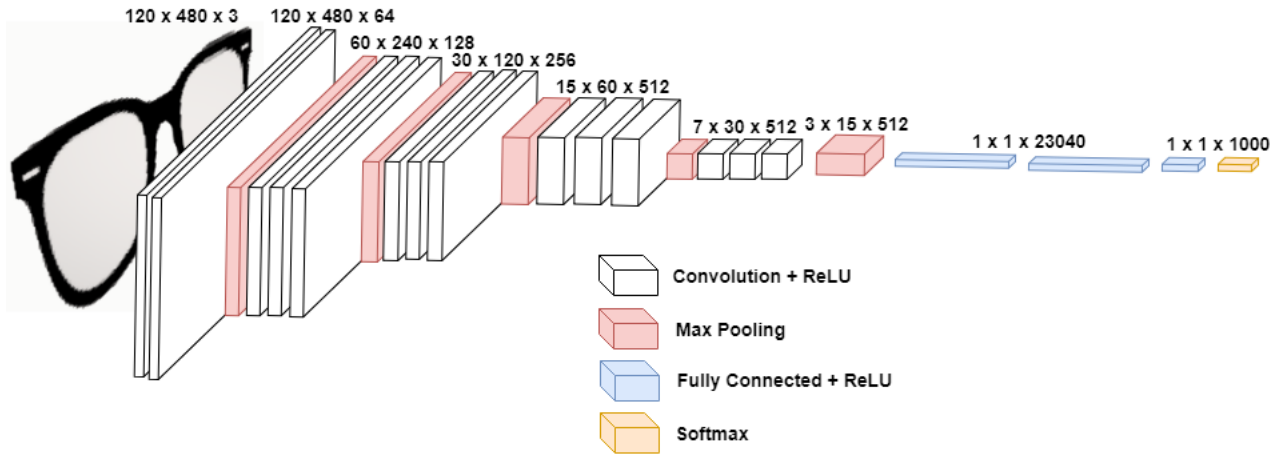 120 x 480 x 3
120 x 480 x 64
60 x 240 x 128
30 x 120 x 256
15 x 60 x 512
7 x 30 x 512
3 x 15 x 512
1 x 1 x 23040
1 x 1 x 1000
Convolution + ReLU
Max Pooling
Fully Connected + ReLU
Softmax